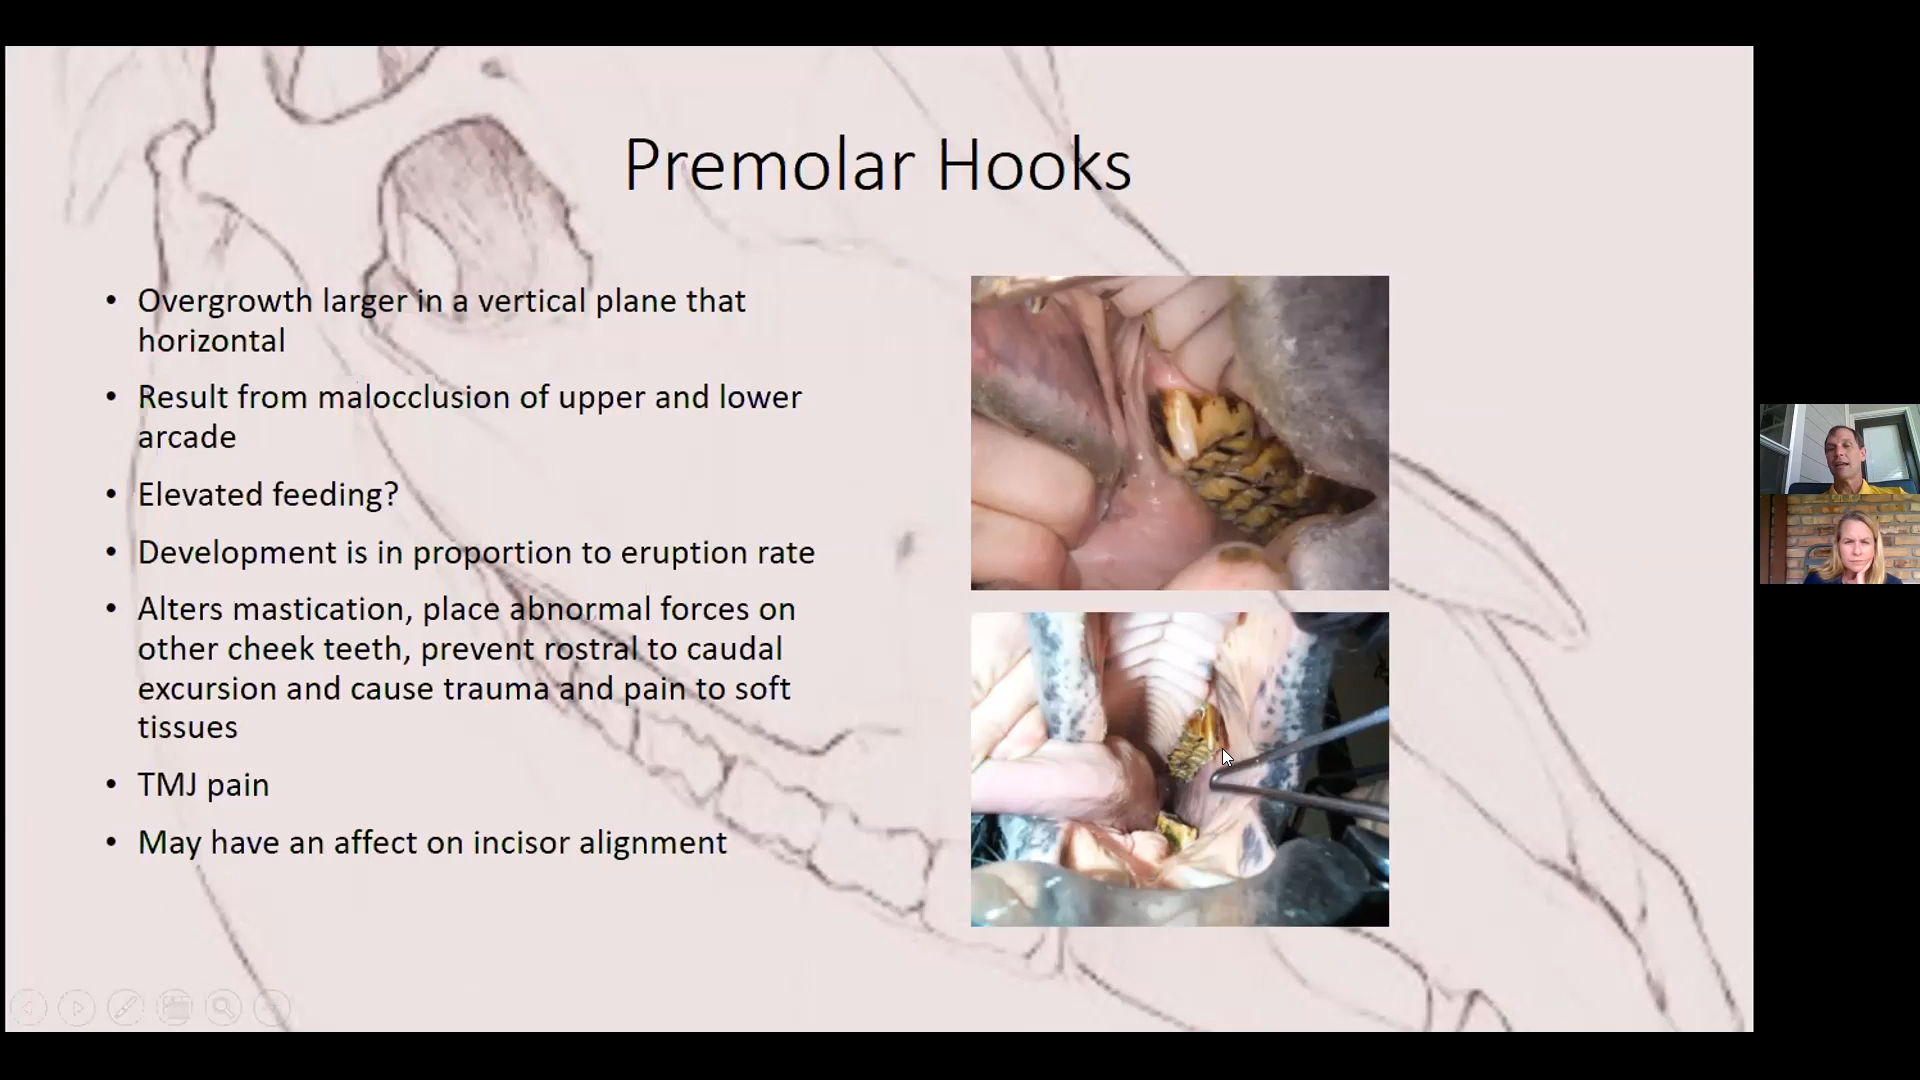 Premolar Hooks
• Overgrowth larger in a vertical plane that
horizontal
• Result from malocclusion of upper and lower
arcade
• Elevated feeding?
• Development is in proportion to eruption rate
• Alters mastication, place abnormal forces on
other cheek teeth, prevent rostral to caudal
excursion and cause trauma and pain to soft
tissues
• TMJ pain
• May have an affect on incisor alignment